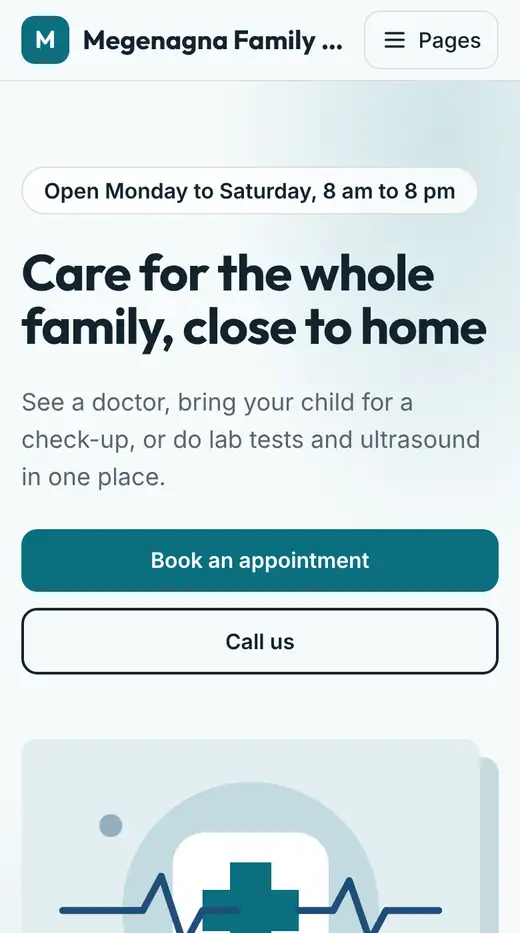 M
Megenagna Family ...
Pages
Open Monday to Saturday, 8 am to 8 pm
Care for the whole
family, close to home
See a doctor, bring your child for a
check-up, or do lab tests and ultrasound
in one place.
Book an appointment
Call us